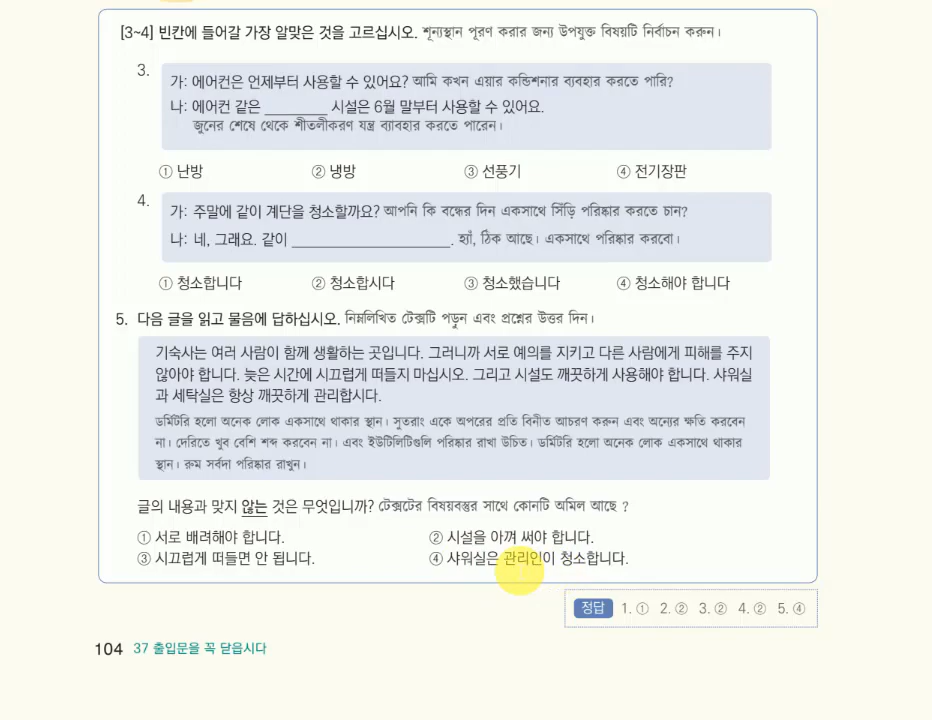 [3~4] 빈칸에 들어갈 가장 알맞은 것을 고르십시오. শূন্যস্থান পূরণ করার জন্য উপযুক্ত বিষয়টি নির্বাচন করুন।
3.
가: 에어컨은 언제부터 사용할 수 있어요? আমি কখন এয়ার কন্ডিশনার ব্যবহার করতে পারি?
나: 에어컨 같은 ________ 시설은 6월 말부터 사용할 수 있어요.
জুনের শেষে থেকে শীতলীকরণ যন্ত্র ব্যাবহার করতে পারেন।
① 난방 ② 냉방 ③ 선풍기 ④ 전기장판
4.
가: 주말에 같이 계단을 청소할까요? আপনি কি বন্ধের দিন একসাথে সিঁড়ি পরিষ্কার করতে চান?
나: 네, 그래요. 같이 ____________________. হ্যাঁ, ঠিক আছে। একসাথে পরিষ্কার করবো।
① 청소합니다 ② 청소합시다 ③ 청소했습니다 ④ 청소해야 합니다
5. 다음 글을 읽고 물음에 답하십시오. নিম্নলিখিত টেক্সটি পড়ুন এবং প্রশ্নের উত্তর দিন।
기숙사는 여러 사람이 함께 생활하는 곳입니다. 그러니까 서로 예의를 지키고 다른 사람에게 피해를 주지
않아야 합니다. 늦은 시간에 시끄럽게 떠들지 마십시오. 그리고 시설도 깨끗하게 사용해야 합니다. 샤워실
과 세탁실은 항상 깨끗하게 관리합시다.
ডর্মিটরি হলো অনেক লোক একসাথে থাকার স্থান। সুতরাং একে অপরের প্রতি বিনীত আচরণ করুন এবং অন্যের ক্ষতি করবেন
না। দেরিতে খুব বেশি শব্দ করবেন না। এবং ইউটিলিটিগুলি পরিষ্কার রাখা উচিত। ডর্মিটরি হলো অনেক লোক একসাথে থাকার
স্থান। রুম সর্বদা পরিষ্কার রাখুন।
글의 내용과 맞지 않는 것은 무엇입니까? টেক্সটের বিষয়বস্তুর সাথে কোনটি অমিল আছে ?
① 서로 배려해야 합니다. ② 시설을 아껴 써야 합니다.
③ 시끄럽게 떠들면 안 됩니다. ④ 샤워실은 관리인이 청소합니다.
정답 1. ① 2. ② 3. ② 4. ② 5. ④
104 37 출입문을 꼭 닫읍시다